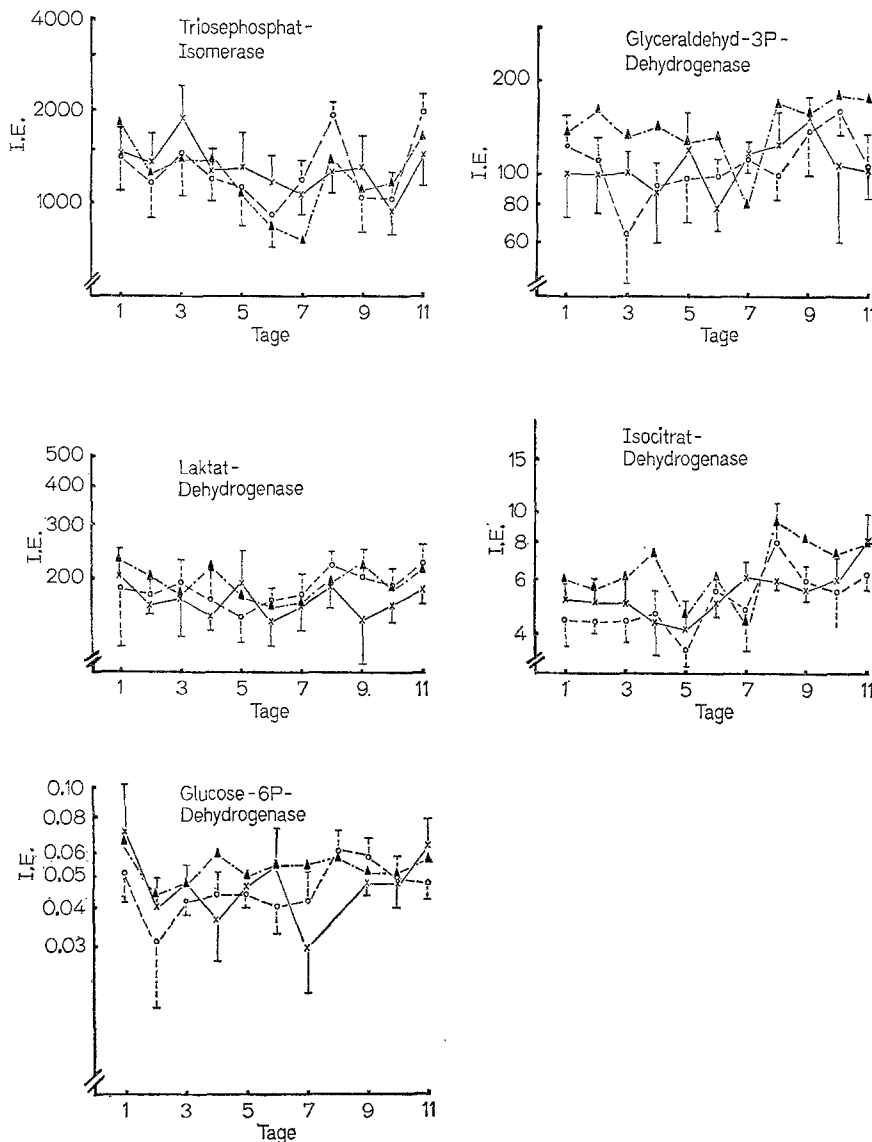 Triosephosphat-
Isomerase
4000
2000
1000
I.E.
1 3 5 7 9 11
Tage
Glyceraldehyd-3P-
Dehydrogenase
200
100
80
60
I.E.
1 3 5 7 9 11
Tage
Laktat-
Dehydrogenase
500
400
300
200
I.E.
1 3 5 7 9 11
Tage
Isocitrat-
Dehydrogenase
15
10
8
6
4
I.E.
1 3 5 7 9 11
Tage
Glucose-6P-
Dehydrogenase
0.10
0.08
0.06
0.05
0.04
0.03
I.E.
1 3 5 7 9 11
Tage